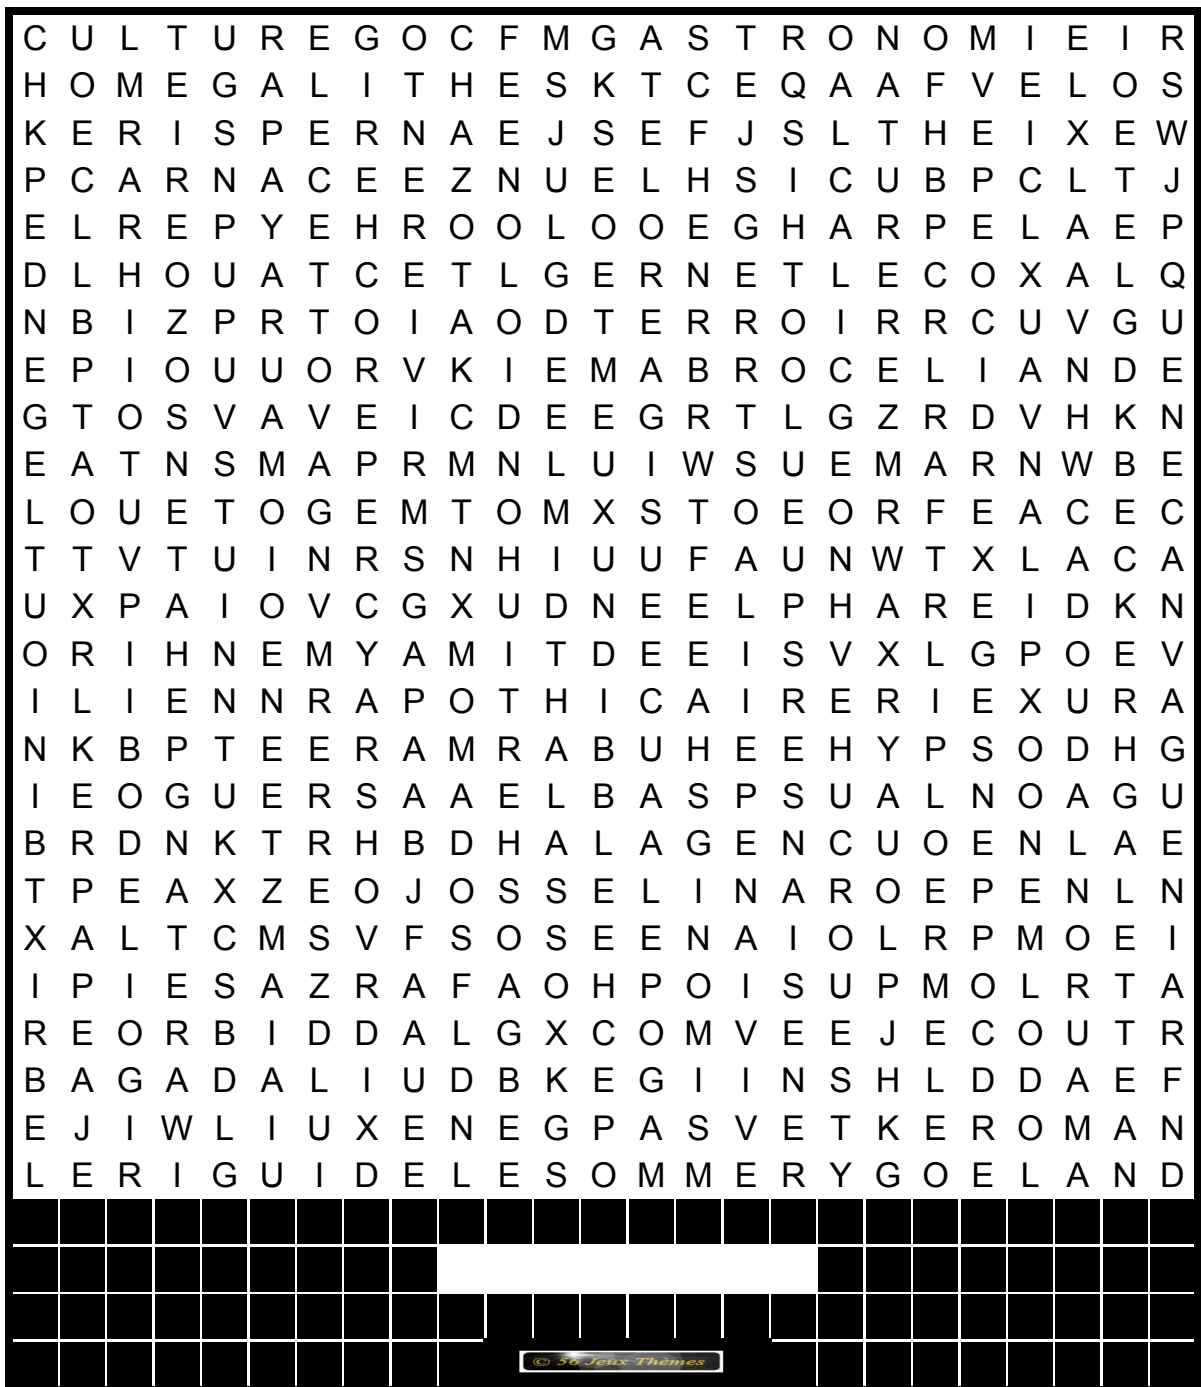 C U L T U R E G O C F M G A S T R O N O M I E I R
H O M E G A L I T H E S K T C E Q A A F V E L O S
K E R I S P E R N A E J S E F J S L T H E I X E W
P C A R N A C E E Z N U E L H S I C U B P C L T J
E L R E P Y E H R O O L O O E G H A R P E L A E P
D L H O U A T C E T L G E R N E T L E C O X A L Q
N B I Z P R T O I A O D T E R R O I R R C U V G U
E P I O U U O R V K I E M A B R O C E L I A N D E
G T O S V A V E I C D E E G R T L G Z R D V H K N
E A T N S M A P R M N L U I W S U E M A R N W B E
L O U E T O G E M T O M X S T O E O R F E A C E C
T T V T U I N R S N H I U U F A U N W T X L A C A
U X P A I O V C G X U D N E E L P H A R E I D K N
O R I H N E M Y A M I T D E E I S V X L G P O E V
I L I E N N R A P O T H I C A I R E R I E X U R A
N K B P T E E R A M R A B U H E E H Y P S O D H G
I E O G U E R S A A E L B A S P S U A L N O A G U
B R D N K T R H B D H A L A G E N C U O E N L A E
T P E A X Z E O J O S S E L I N A R O E P E N L N
X A L T C M S V F S O S E E N A I O L R P M O E I
I P I E S A Z R A F A O H P O I S U P M O L R T A
R E O R B I D D A L G X C O M V E E J E C O U T R
B A G A D A L I U D B K E G I I N S H L D D A E F
E J I W L I U X E N E G P A S V E T K E R O M A N
L E R I G U I D E L E S O M M E R Y G O E L A N D
© 56 Jeux Thèmes